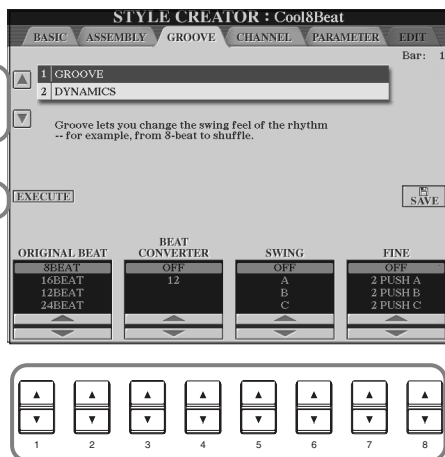 STYLE CREATOR : Cool8Beat
BASIC ASSEMBLY GROOVE CHANNEL PARAMETER EDIT
Bar: 1
1 GROOVE
2 DYNAMICS
Groove lets you change the swing feel of the rhythm
-- for example, from 8-beat to shuffle.
EXECUTE
SAVE
ORIGINAL BEAT BEAT CONVERTER SWING FINE
8BEAT OFF OFF OFF
16BEAT 12 A 2 PUSH A
12BEAT B 2 PUSH B
24BEAT C 2 PUSH C
1 2 3 4 5 6 7 8